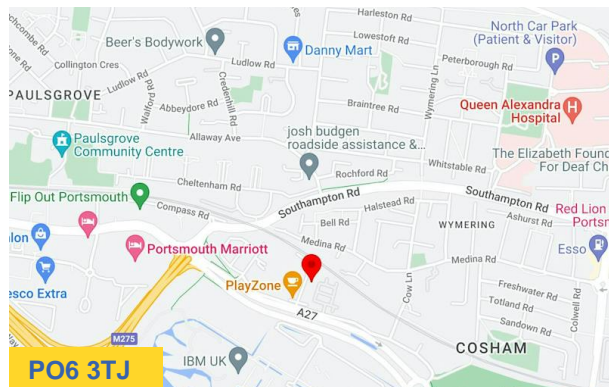 Harleston Rd
North Car Park
(Patient & Visitor)
Beer's Bodywork
Lowestoft Rd
Danny Mart
Collington Cres
Ludlow Rd
Peterborough Rd
P
Ludlow Rd
Walford Rd
Credenhill Rd
Wymering Ln
PAULSGROVE
Abbeydore Rd
Braintree Rd
Queen Alexandra
Hospital
H
Allaway Ave
josh budgen
roadside assistance &...
Paulsgrove
Community Centre
Whitstable Rd
The Elizabeth Found
For Deaf Ch
Rochford Rd
Cheltenham Rd
Flip Out Portsmouth
Southampton Rd
Southampton Rd
Compass Rd
Halstead Rd
Red Lion
Ports
Bell Rd
WYMERING
Ashurst Rd
Medina Rd
Portsmouth Marriott
Esso
Medina Rd
esco Extra
PlayZone
Cow Ln
Freshwater Rd
Totland Rd
Colwell Rd
A27
Sandown Rd
M275
COSHAM
IBM UK
PO6 3TJ